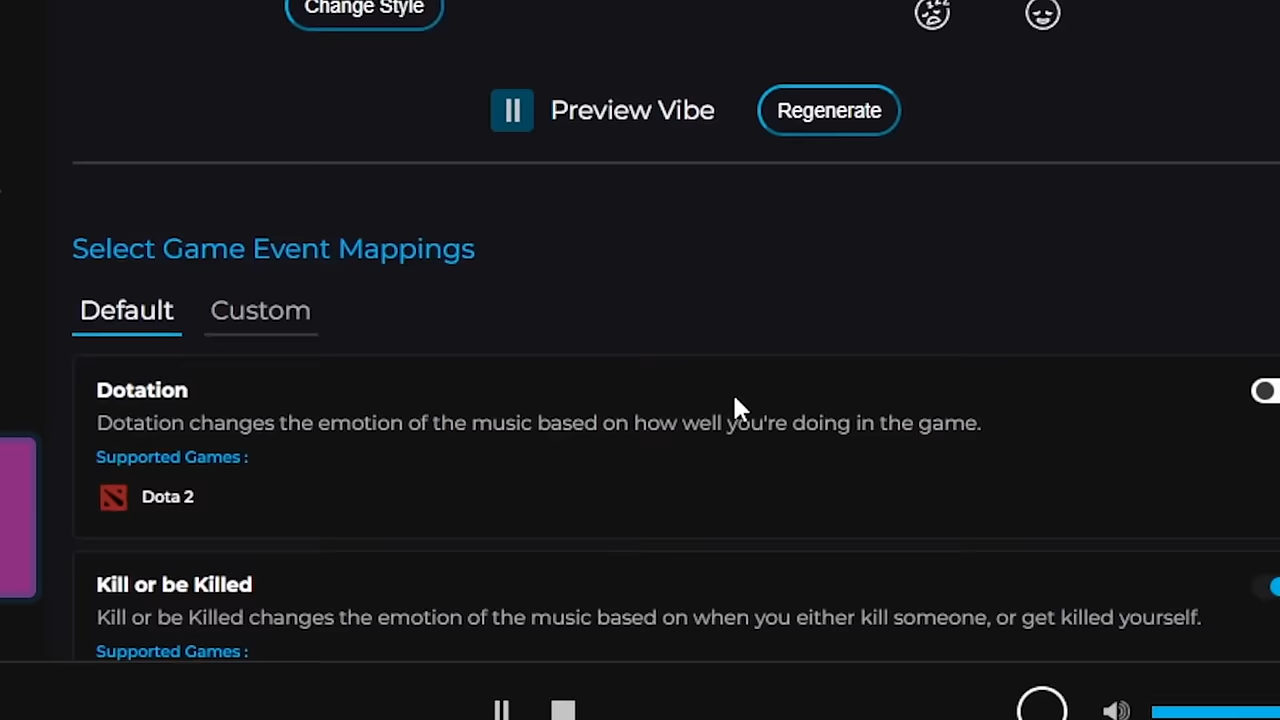 Change Style
Preview Vibe
Regenerate
Select Game Event Mappings
Default Custom
Dotation
Dotation changes the emotion of the music based on how well you're doing in the game.
Supported Games :
Dota 2
Kill or be Killed
Kill or be Killed changes the emotion of the music based on when you either kill someone, or get killed yourself.
Supported Games :